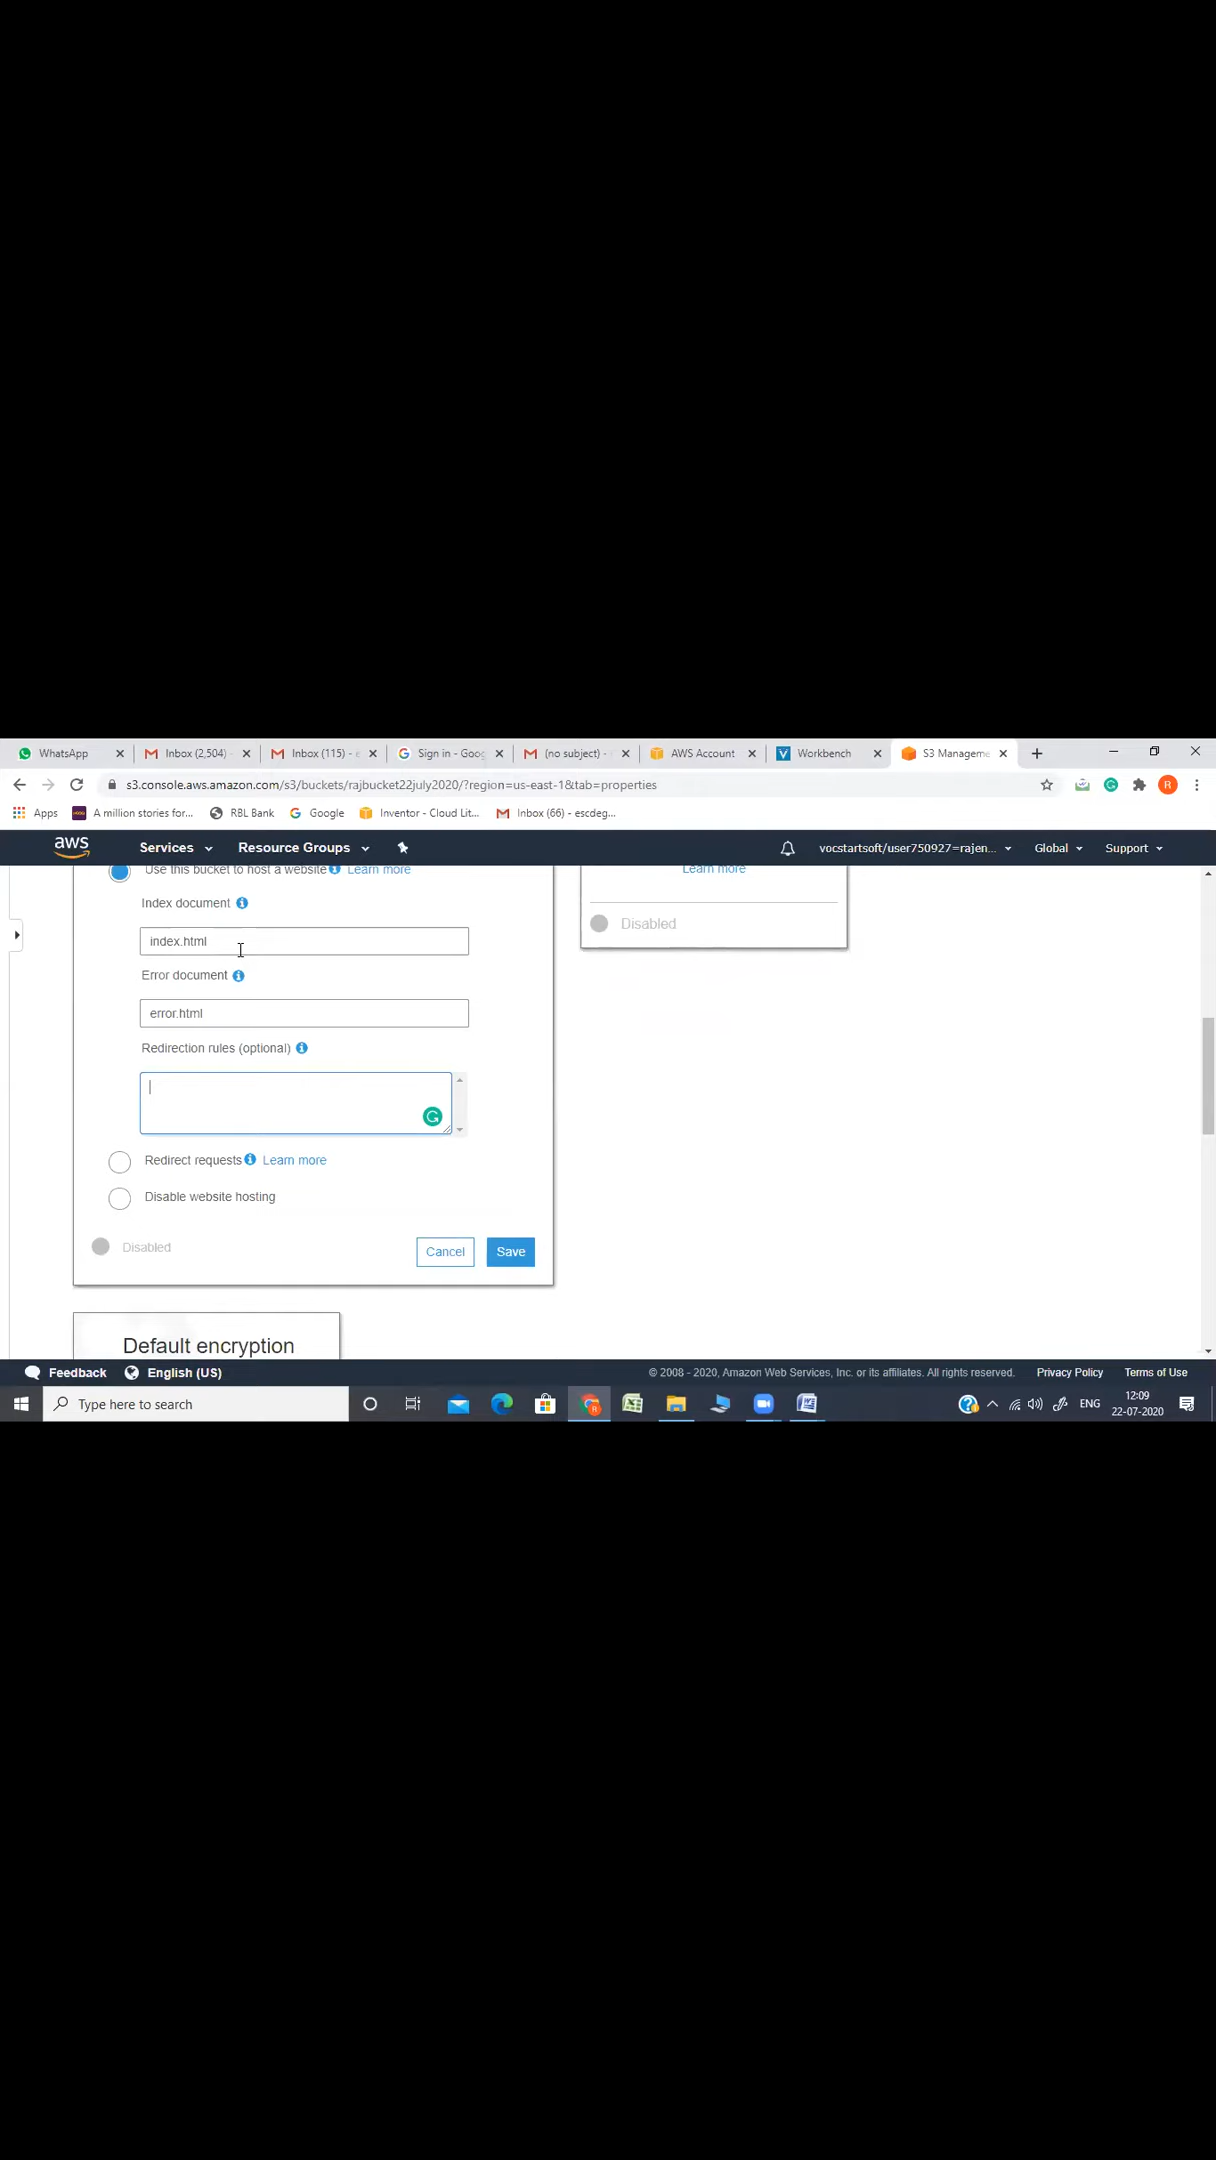 WhatsApp
Inbox (2,504) -
Inbox (115) - e
Sign in - Goog
(no subject) -
AWS Account
Workbench
S3 Manageme
s3.console.aws.amazon.com/s3/buckets/rajbucket22july2020/?region=us-east-1&tab=properties
R
Apps
A million stories for...
RBL Bank
Google
Inventor - Cloud Lit...
Inbox (66) - escdeg...
aws
Services
Resource Groups
vocstartsoft/user750927=rajen...
Global
Support
Use this bucket to host a website Learn more
Learn more
Index document
Disabled
index.html
Error document
error.html
Redirection rules (optional)
Redirect requests Learn more
Disable website hosting
Disabled
Cancel
Save
Default encryption
Feedback
English (US)
© 2008 - 2020, Amazon Web Services, Inc. or its affiliates. All rights reserved.
Privacy Policy
Terms of Use
Type here to search
ENG
12:09
22-07-2020